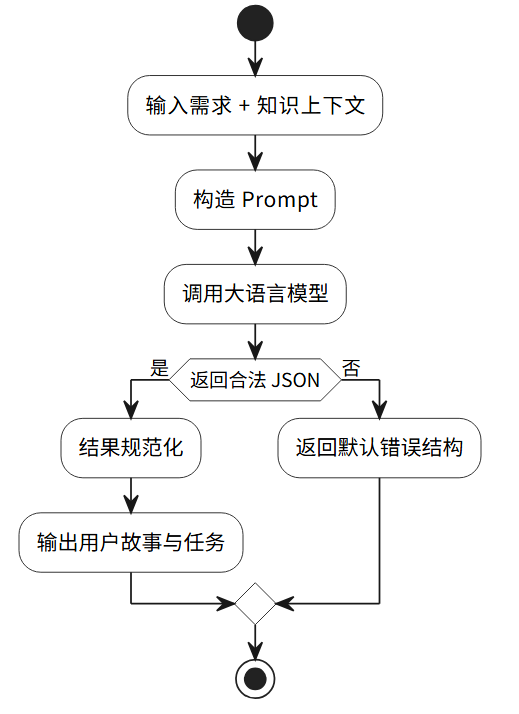 输入需求 + 知识上下文
构造 Prompt
调用大语言模型
是
返回合法 JSON
否
结果规范化
返回默认错误结构
输出用户故事与任务